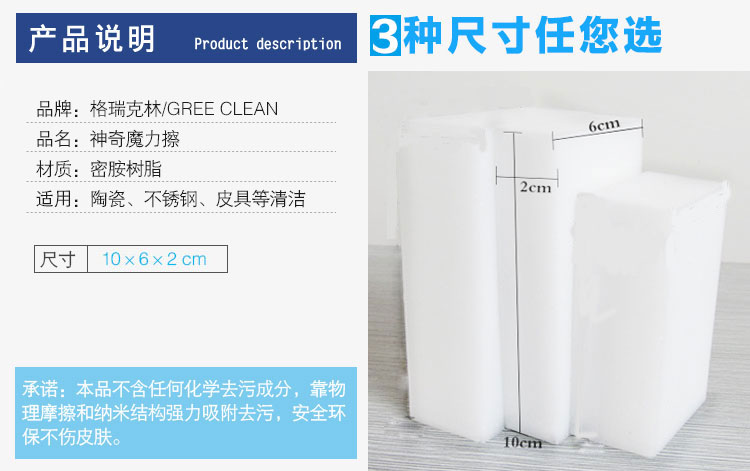 产品说明 Product description
品牌：格瑞克林/GREE CLEAN
品名：神奇魔力擦
材质：密胺树脂
适用：陶瓷、不锈钢、皮具等清洁
尺寸 10×6×2 cm
承诺：本品不含任何化学去污成分，靠物
理摩擦和纳米结构强力吸附去污，安全环
保不伤皮肤。
3种尺寸任您选
6cm
2cm
10cm